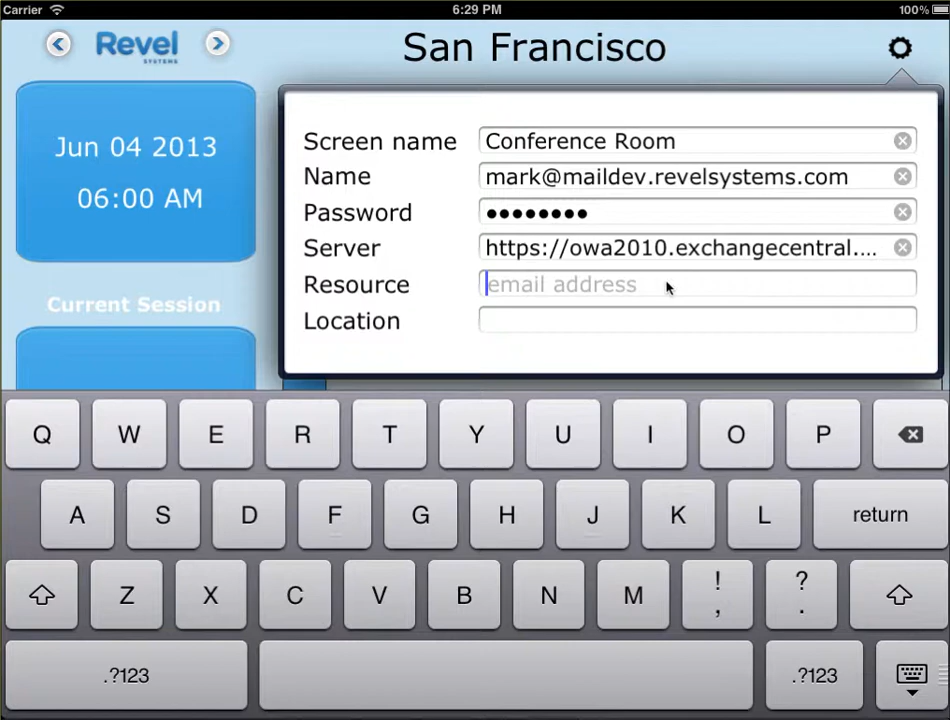 Carrier 6:29 PM 100%
Revel San Francisco
SYSTEMS
Jun 04 2013
06:00 AM
Current Session
Screen name Conference Room
Name mark@maildev.revelsystems.com
Password ●●●●●●●●
Server https://owa2010.exchangecentral....
Resource email address
Location
Q W E R T Y U I O P
A S D F G H J K L return
Z X C V B N M ! , ? .
.?123 .?123